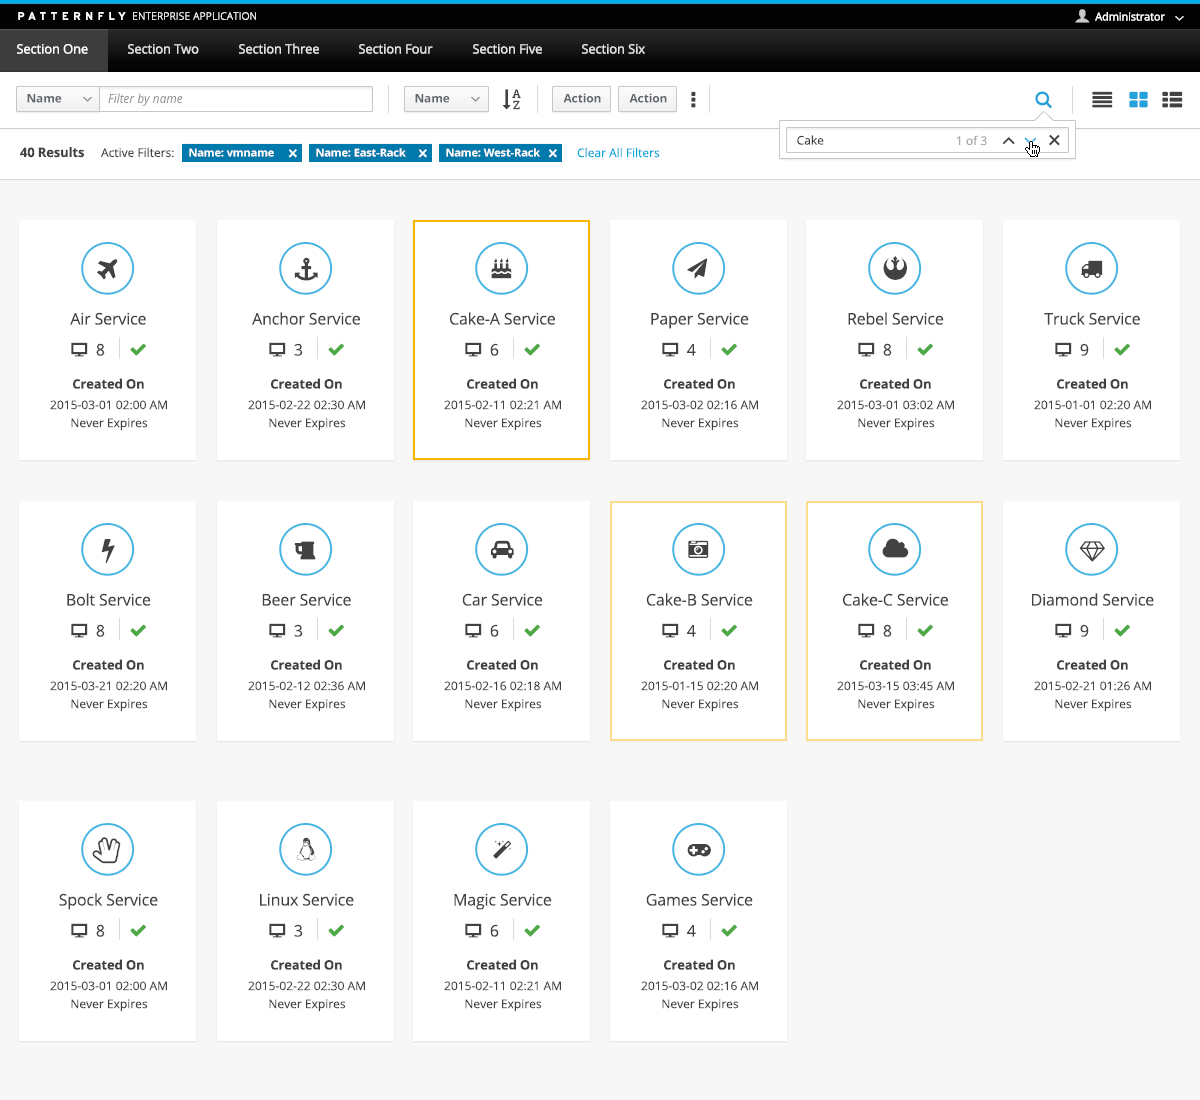 PATTERNFLY ENTERPRISE APPLICATION
Administrator
Section One Section Two Section Three Section Four Section Five Section Six
Name Filter by name Name A Z Action Action
Cake 1 of 3
40 Results Active Filters: Name: vmname Name: East-Rack Name: West-Rack Clear All Filters
Air Service
8
Created On
2015-03-01 02:00 AM
Never Expires
Anchor Service
3
Created On
2015-02-22 02:30 AM
Never Expires
Cake-A Service
6
Created On
2015-02-11 02:21 AM
Never Expires
Paper Service
4
Created On
2015-03-02 02:16 AM
Never Expires
Rebel Service
8
Created On
2015-03-01 03:02 AM
Never Expires
Truck Service
9
Created On
2015-01-01 02:20 AM
Never Expires
Bolt Service
8
Created On
2015-03-21 02:20 AM
Never Expires
Beer Service
3
Created On
2015-02-12 02:36 AM
Never Expires
Car Service
6
Created On
2015-02-16 02:18 AM
Never Expires
Cake-B Service
4
Created On
2015-01-15 02:20 AM
Never Expires
Cake-C Service
8
Created On
2015-03-15 03:45 AM
Never Expires
Diamond Service
9
Created On
2015-02-21 01:26 AM
Never Expires
Spock Service
8
Created On
2015-03-01 02:00 AM
Never Expires
Linux Service
3
Created On
2015-02-22 02:30 AM
Never Expires
Magic Service
6
Created On
2015-02-11 02:21 AM
Never Expires
Games Service
4
Created On
2015-03-02 02:16 AM
Never Expires